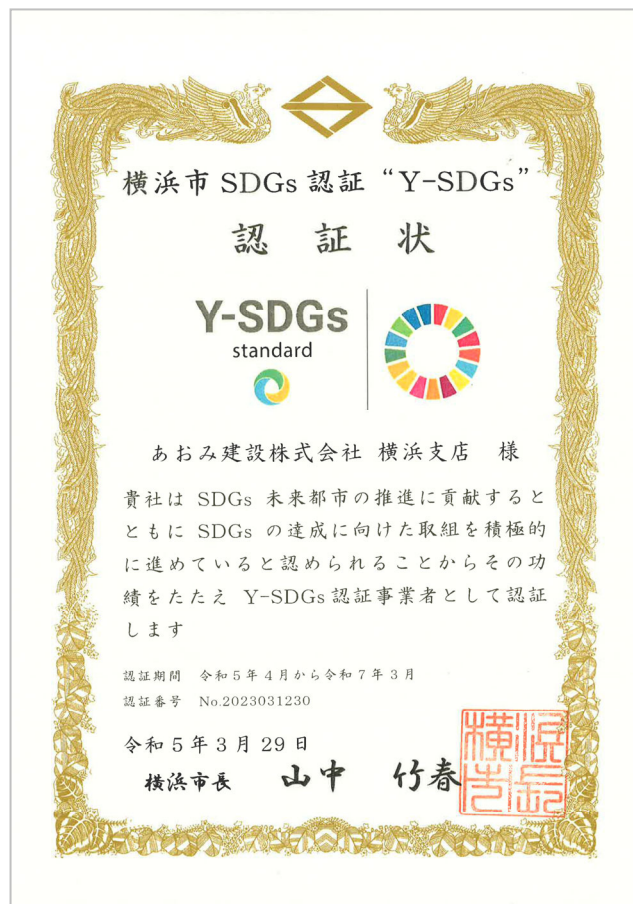 横浜市 SDGs 認証 “Y-SDGs”
認証状
Y-SDGs
standard
あおみ建設株式会社 横浜支店 様
貴社は SDGs 未来都市の推進に貢献すると
ともに SDGs の達成に向けた取組を積極的
に進めていると認められることからその功
績をたたえ Y-SDGs 認証事業者として認証
します
認証期間 令和5年4月から令和7年3月
認証番号 No.2023031230
令和5年3月29日
横浜市長 山中 竹春
横浜市長